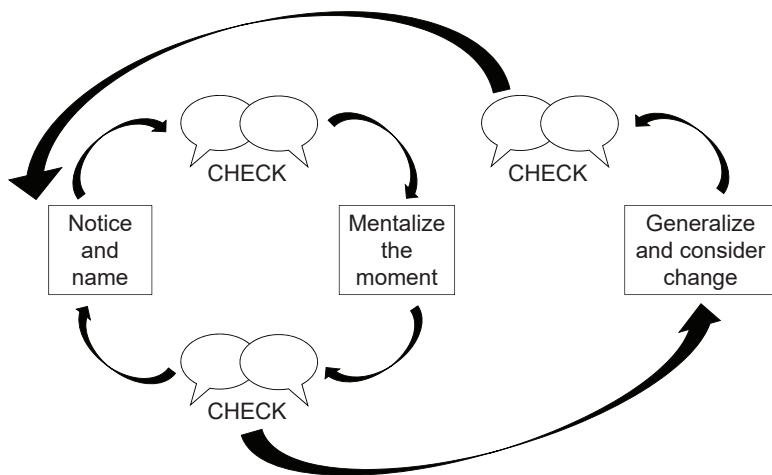 CHECK
CHECK
Notice
and
name
Mentalize
the
moment
Generalize
and consider
change
CHECK